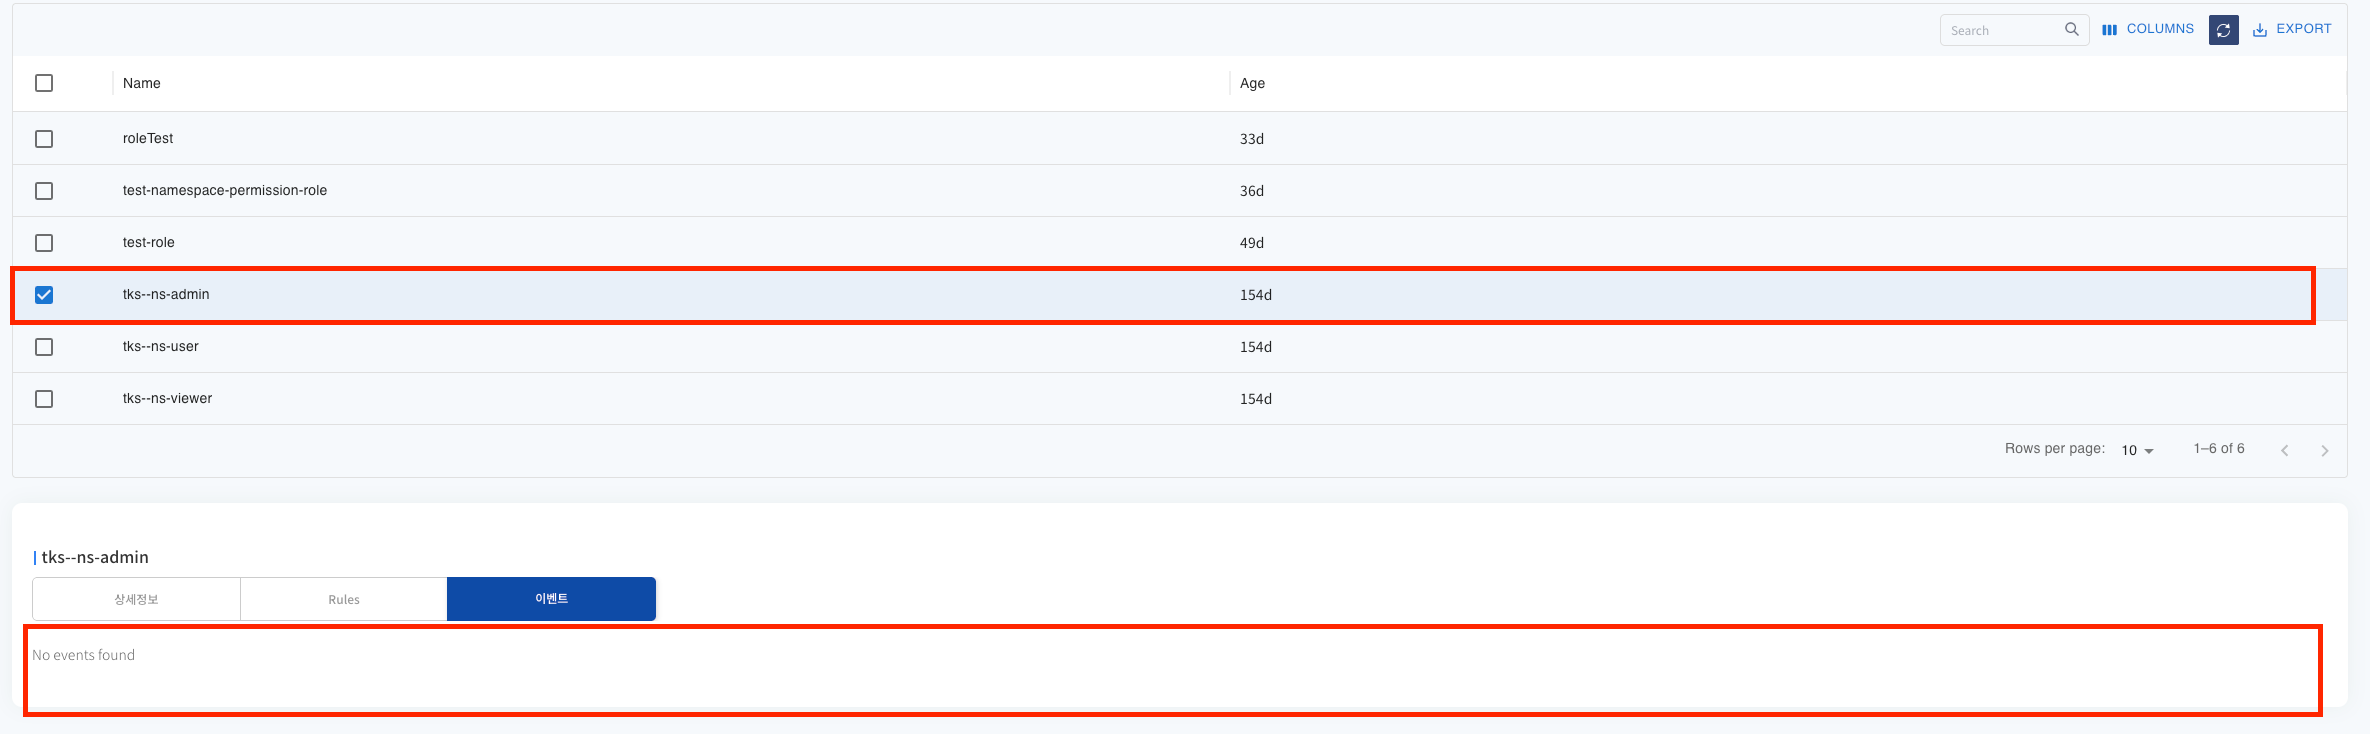 Search COLUMNS EXPORT
Name Age
roleTest 33d
test-namespace-permission-role 36d
test-role 49d
tks--ns-admin 154d
tks--ns-user 154d
tks--ns-viewer 154d
Rows per page: 10 1–6 of 6
tks--ns-admin
상세정보 Rules 이벤트
No events found